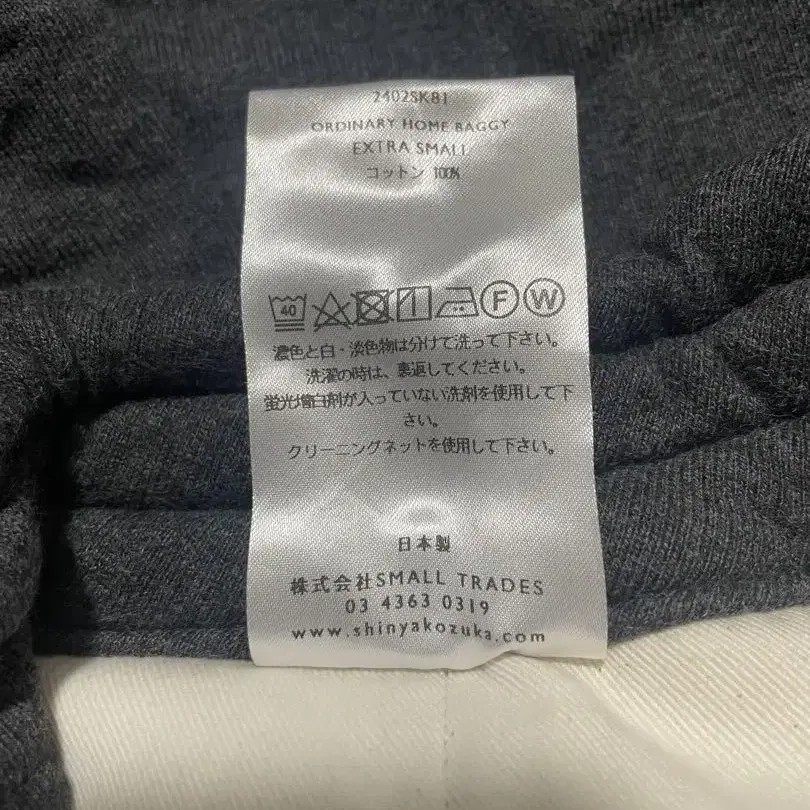 2402SK81
ORDINARY HOME BAGGY
EXTRA SMALL
コットン 100%
40 F W
濃色と白・淡色物は分けて洗って下さい。
洗濯の時は、裏返してください。
蛍光増白剤が入っていない洗剤を使用して下
さい。
クリーニングネットを使用して下さい。
日本製
株式会社SMALL TRADES
03 4363 0319
www.shinyakozuka.com